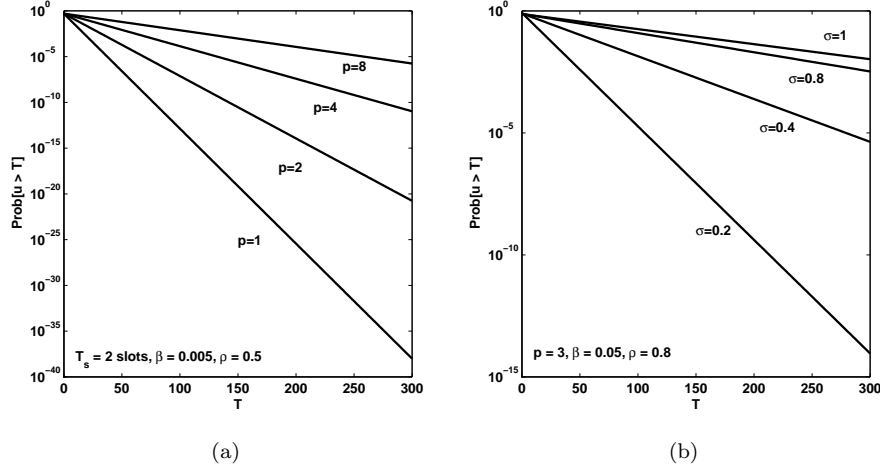 10^0
10^-5
10^-10
10^-15
10^-20
10^-25
10^-30
10^-35
10^-40
Prob[u > T]
p=8
p=4
p=2
p=1
T_s = 2 slots, β = 0.005, ρ = 0.5
0 50 100 150 200 250 300
T
(a)
10^0
10^-5
10^-10
10^-15
Prob[u > T]
σ=1
σ=0.8
σ=0.4
σ=0.2
p = 3, β = 0.05, ρ = 0.8
0 50 100 150 200 250 300
T
(b)